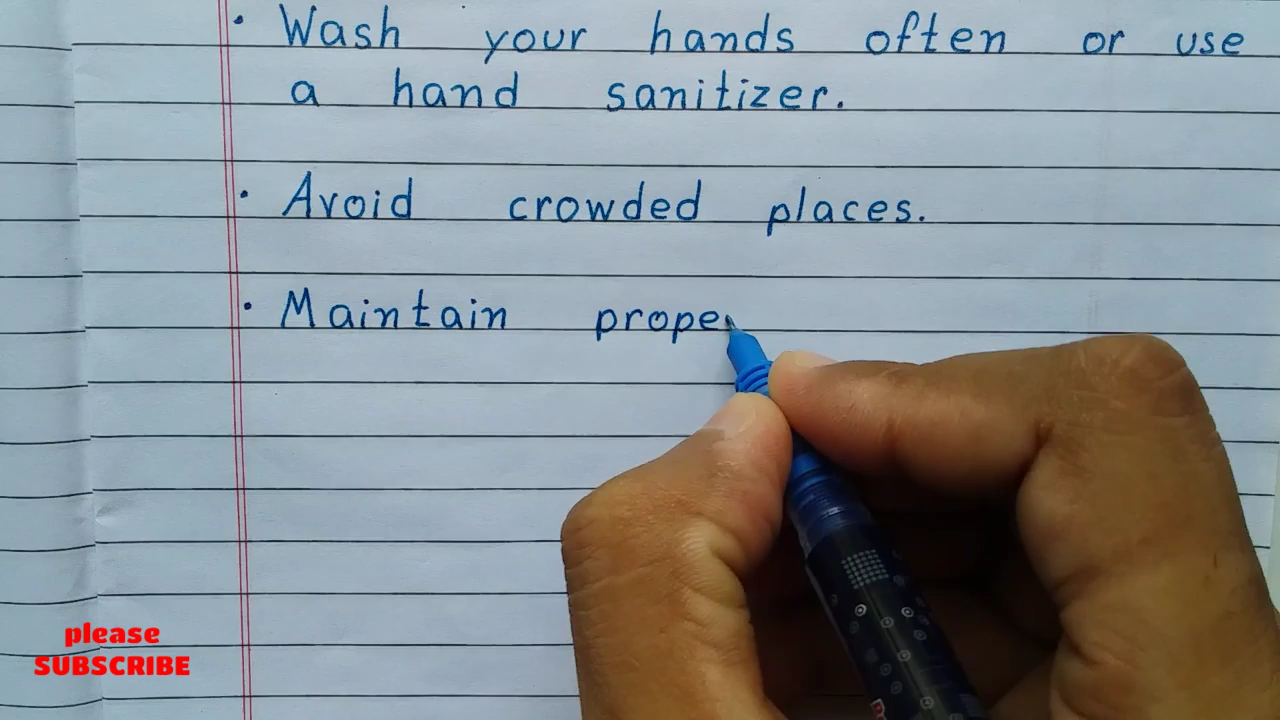 • Wash your hands often or use
a hand sanitizer.
• Avoid crowded places.
• Maintain prope
please
SUBSCRIBE